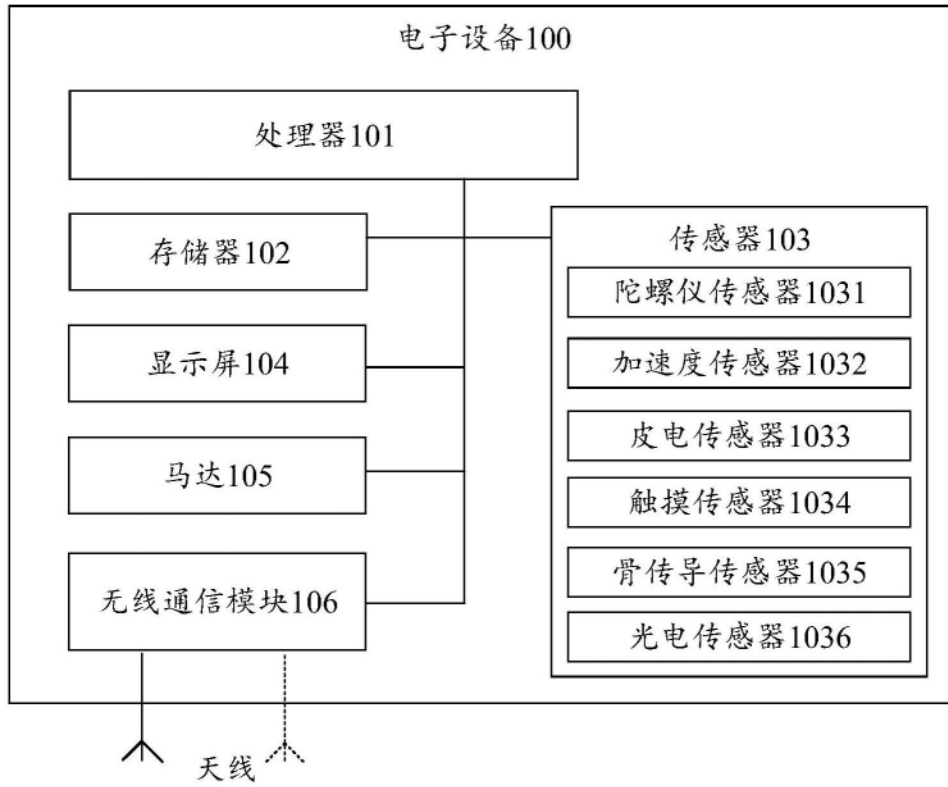 电子设备100
处理器101
存储器102
传感器103
陀螺仪传感器1031
显示屏104
加速度传感器1032
皮电传感器1033
马达105
触摸传感器1034
骨传导传感器1035
无线通信模块106
光电传感器1036
天线